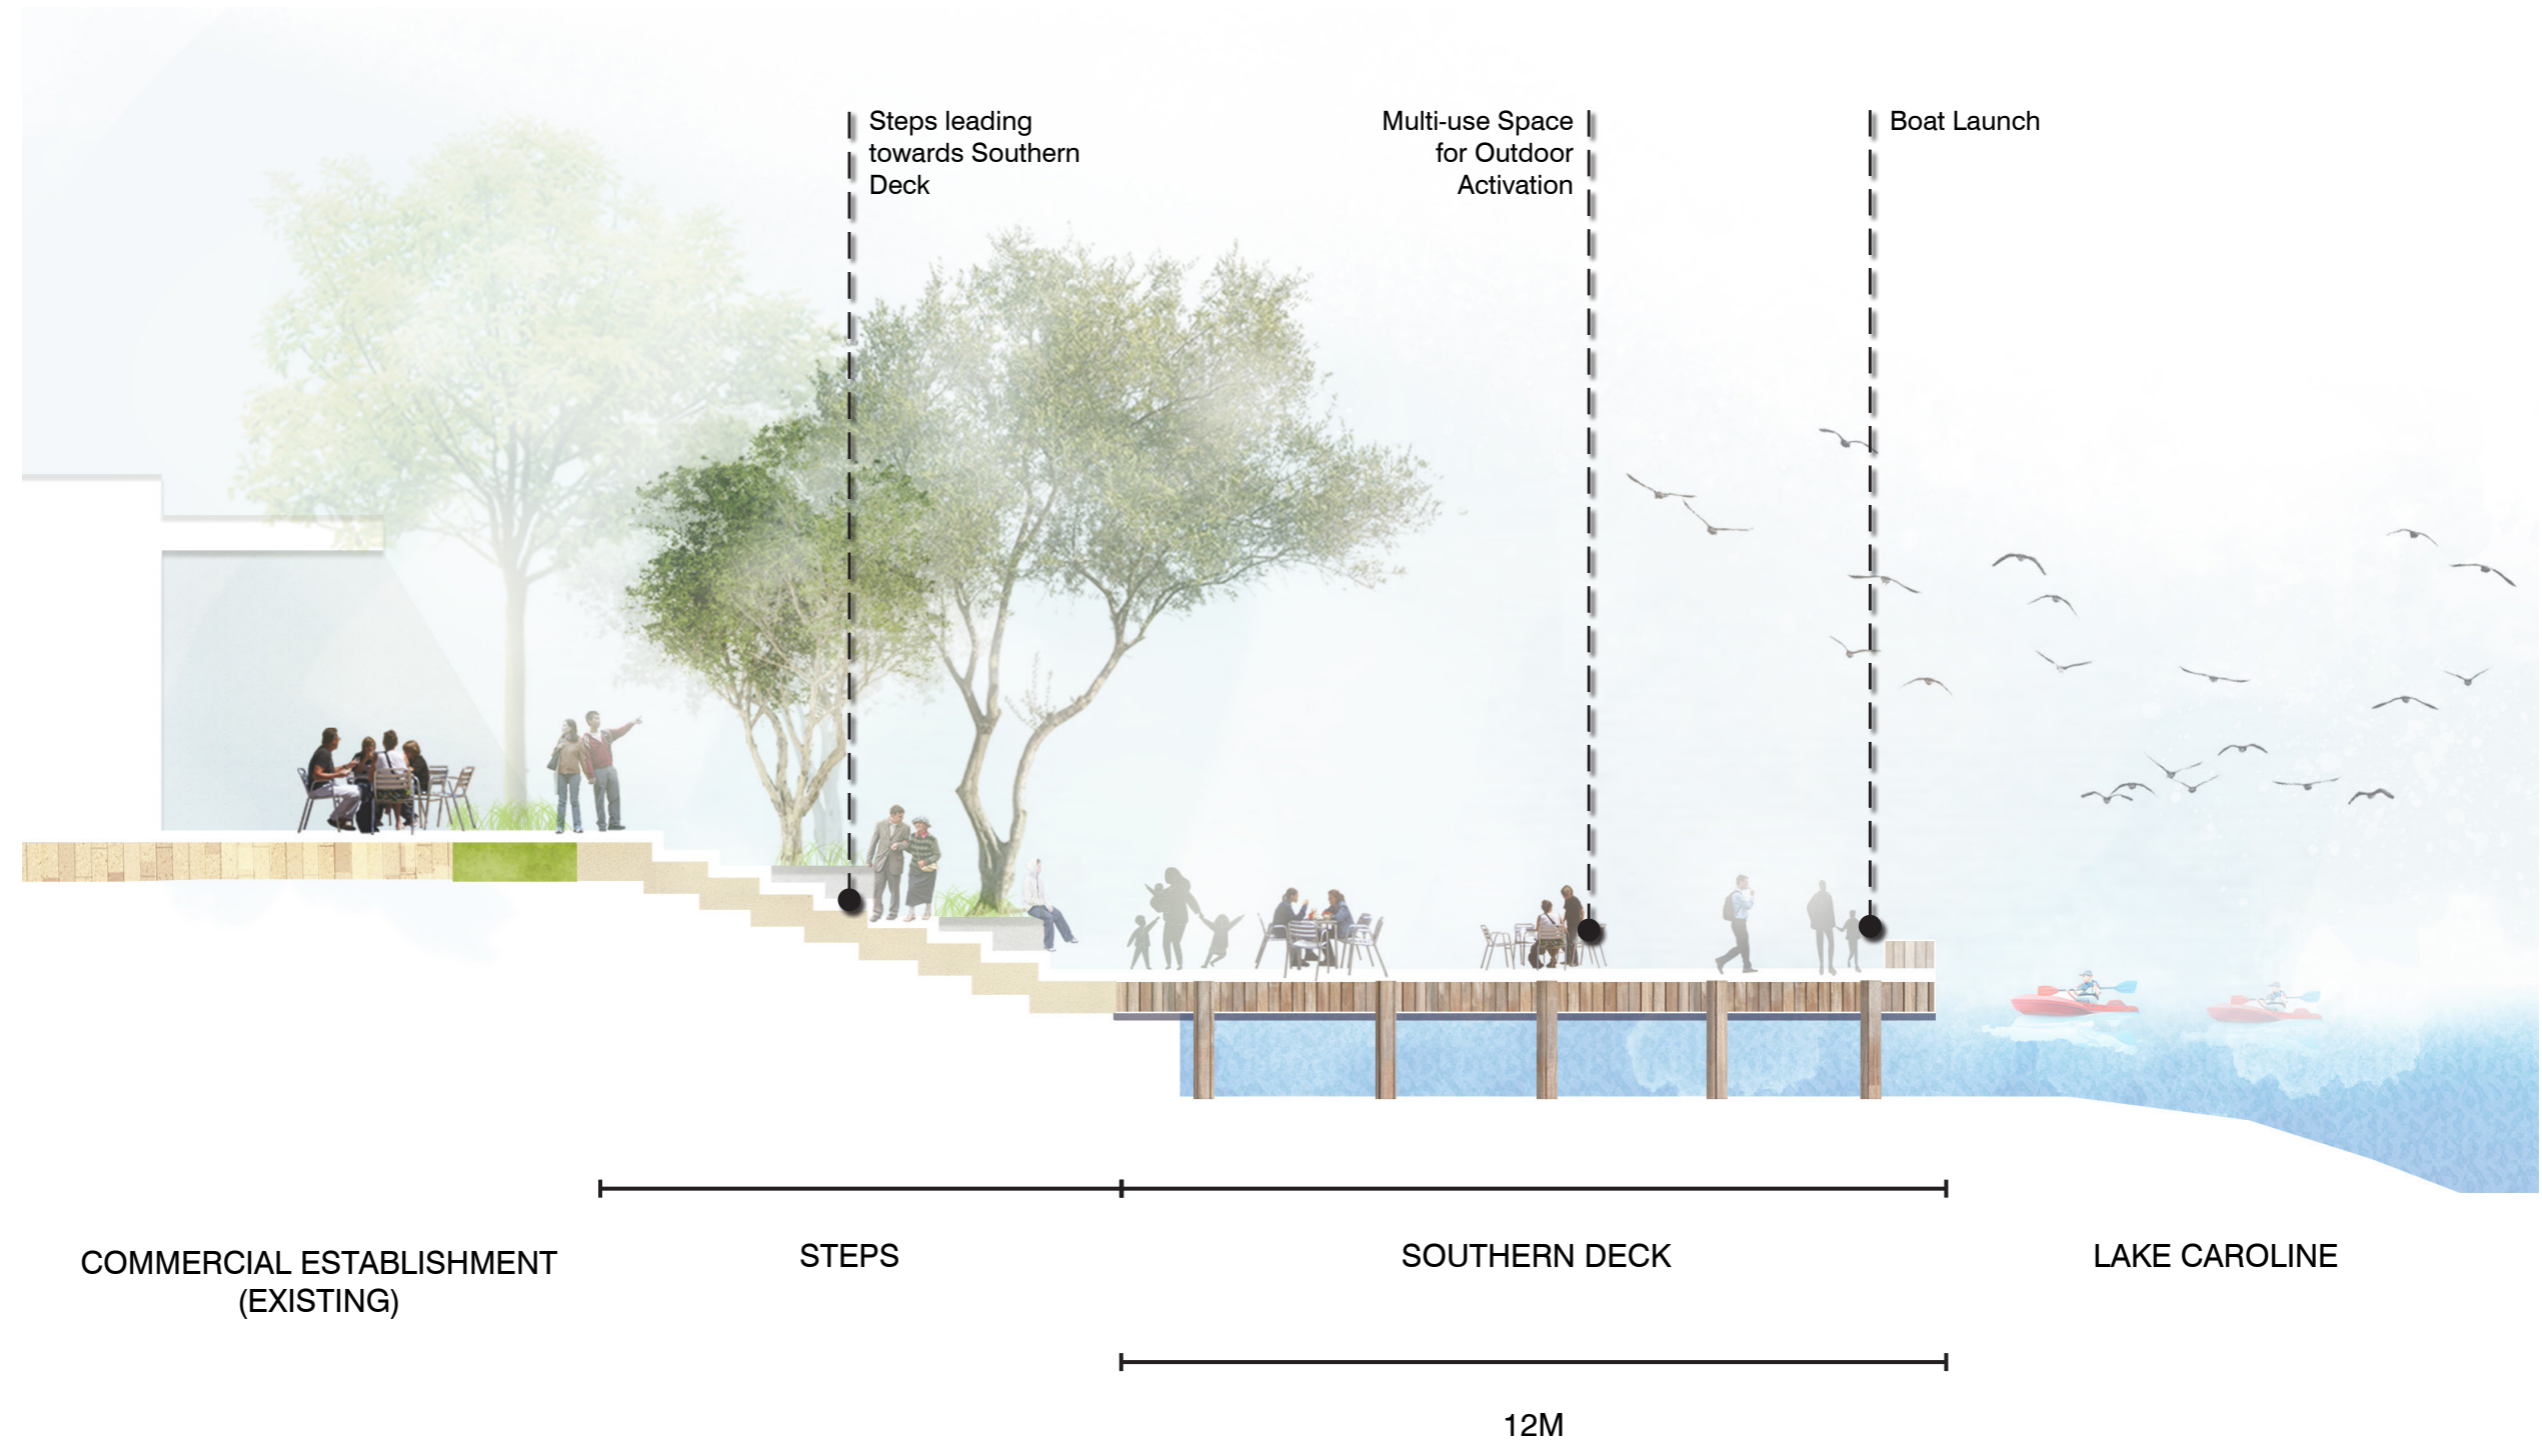 Steps leading
towards Southern
Deck
Multi-use Space
for Outdoor
Activation
Boat Launch
COMMERCIAL ESTABLISHMENT
(EXISTING)
STEPS
SOUTHERN DECK
LAKE CAROLINE
12M